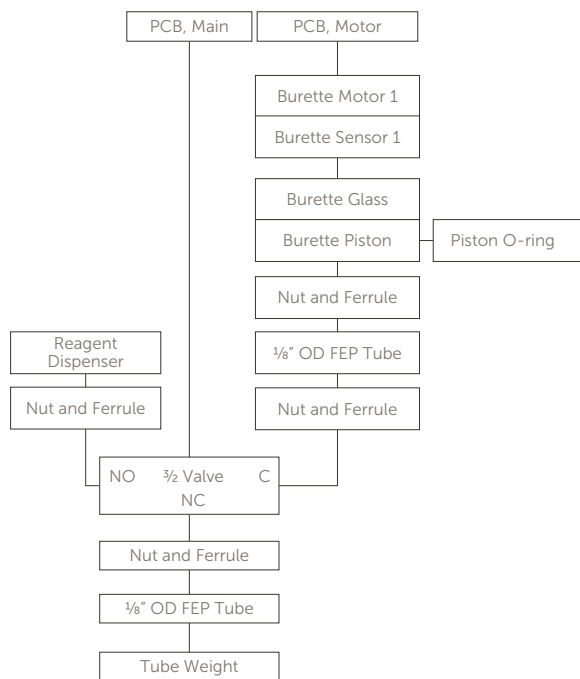 PCB, Main
PCB, Motor
Burette Motor 1
Burette Sensor 1
Burette Glass
Burette Piston
Piston O-ring
Nut and Ferrule
⅛" OD FEP Tube
Nut and Ferrule
Reagent
Dispenser
Nut and Ferrule
NO 3/2 Valve C
NC
Nut and Ferrule
⅛" OD FEP Tube
Tube Weight